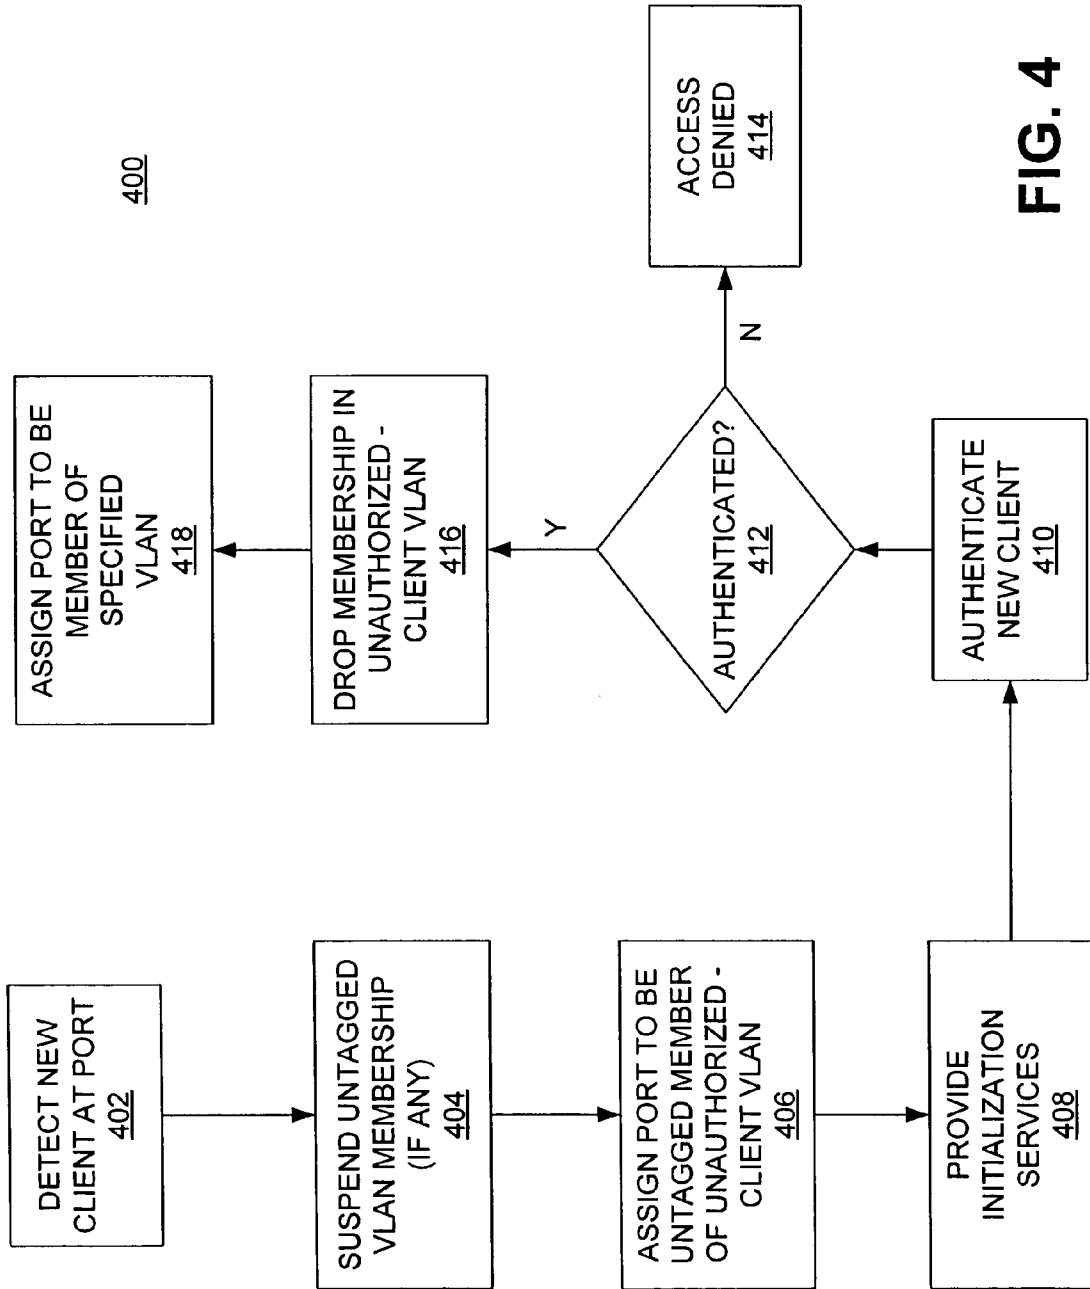 400
DETECT NEW
CLIENT AT PORT
402
SUSPEND UNTAGGED
VLAN MEMBERSHIP
(IF ANY)
404
ASSIGN PORT TO BE
UNTAGGED MEMBER
OF UNAUTHORIZED -
CLIENT VLAN
406
PROVIDE
INITIALIZATION
SERVICES
408
AUTHENTICATE
NEW CLIENT
410
AUTHENTICATED?
412
N
ACCESS
DENIED
414
Y
DROP MEMBERSHIP IN
UNAUTHORIZED -
CLIENT VLAN
416
ASSIGN PORT TO BE
MEMBER OF
SPECIFIED
VLAN
418
FIG. 4